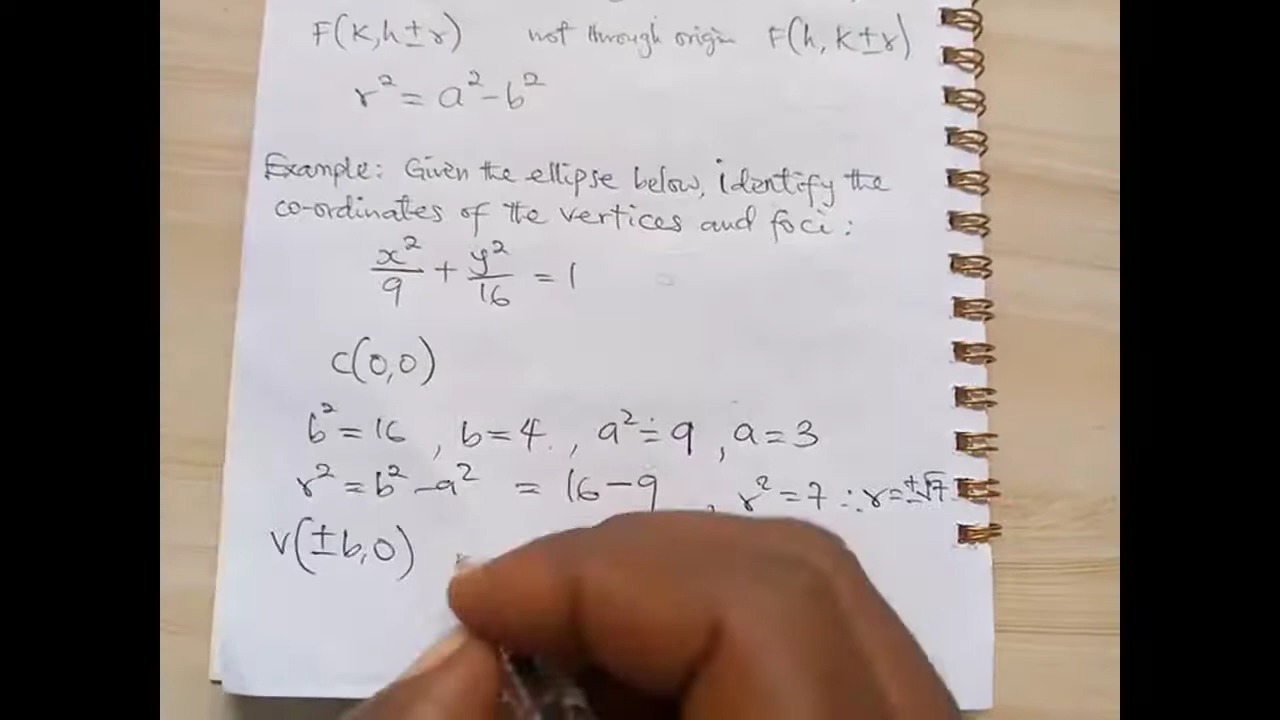 F(k,h±r) not through origin F(h,k±r)
r² = a²-b²
Example: Given the ellipse below, identify the
co-ordinates of the vertices and foci:
x²/9 + y²/16 = 1
C(0,0)
b²=16, b=4, a²=9, a=3
r²=b²-a² = 16-9, r²=7 ∴ r=±√7
V(±b,0)